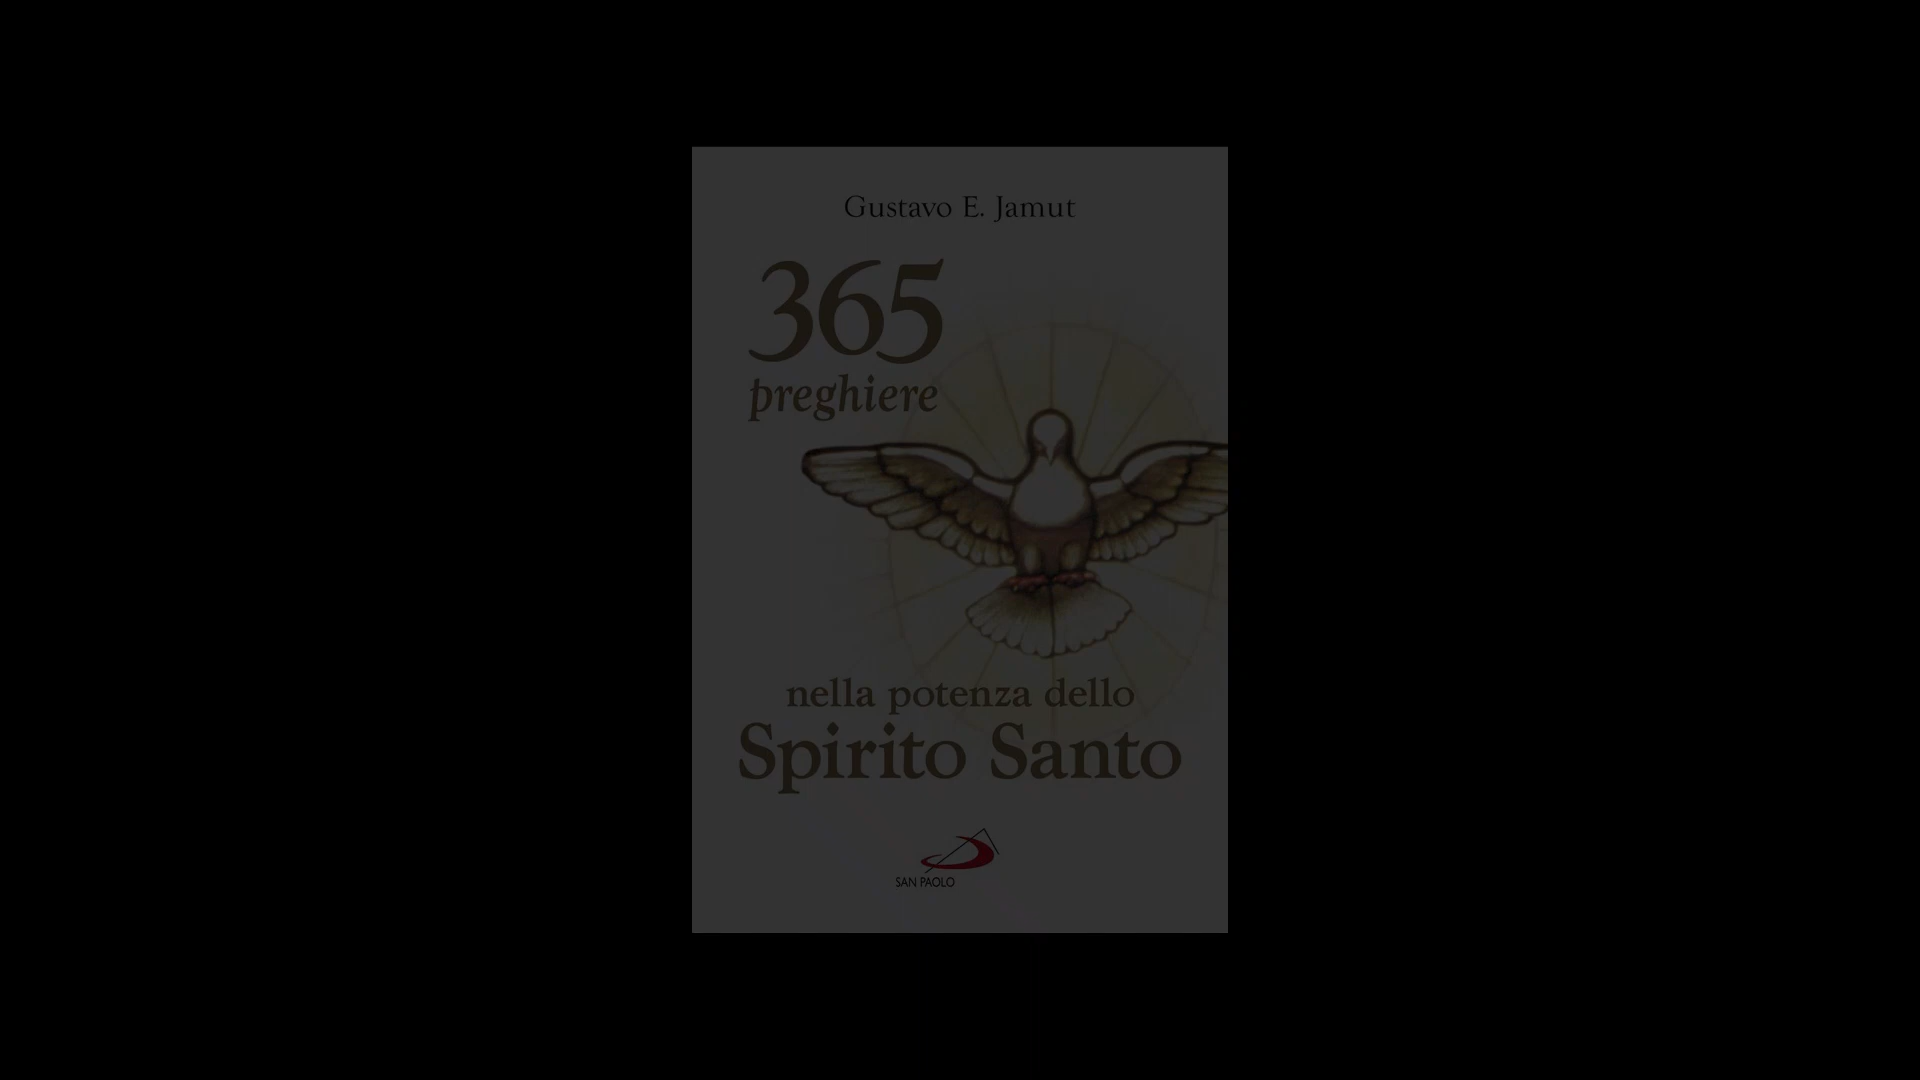 Gustavo E. Jamut
365
preghiere
nella potenza dello
Spirito Santo
SAN PAOLO